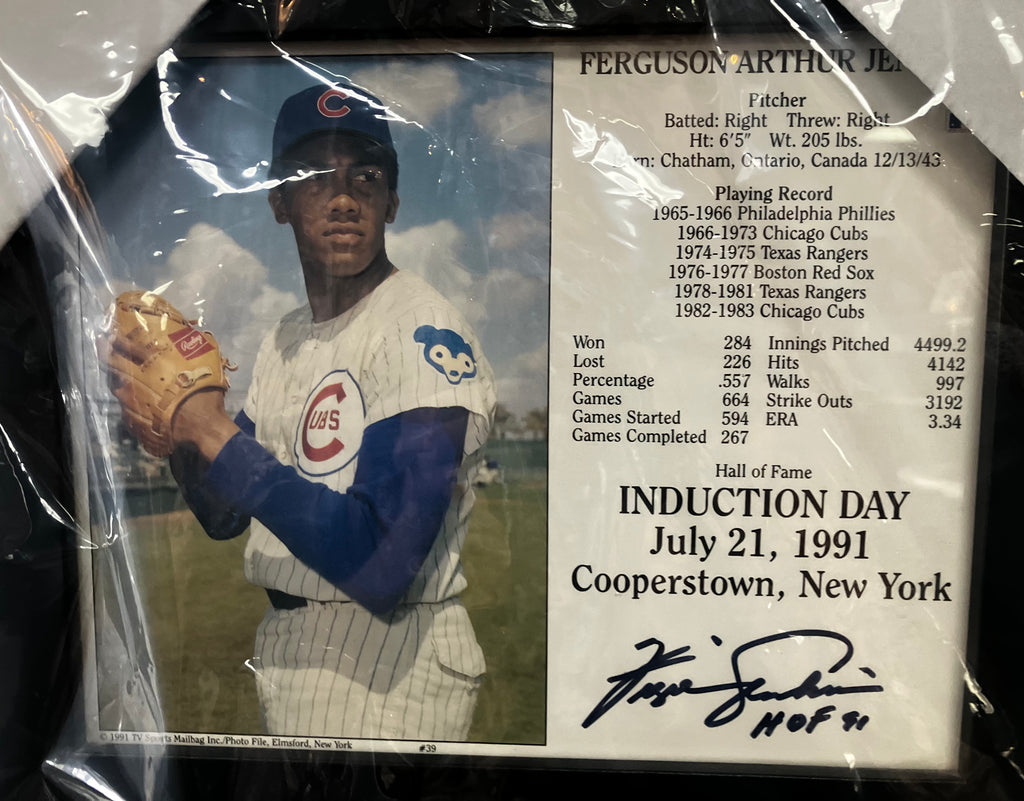 FERGUSON ARTHUR
Pitcher
Batted: Right Threw: Right
Ht: 6'5" Wt. 205 lbs.
Chatham, Ontario, Canada 12/13/43
Playing Record
1965-1966 Philadelphia Phillies
1966-1973 Chicago Cubs
1974-1975 Texas Rangers
1976-1977 Boston Red Sox
1978-1981 Texas Rangers
1982-1983 Chicago Cubs
Won 284 Innings Pitched 4499.2
Lost 226 Hits 4142
Percentage .557 Walks 997
Games 664 Strike Outs 3192
Games Started 594 ERA 3.34
Games Completed 267
Hall of Fame
INDUCTION DAY
July 21, 1991
Cooperstown, New York
Fergie Jenkins
HOF 91
C
CUBS
Rawlings
© 1991 TV Sports Mailbag Inc./Photo File, Elmsford, New York #39